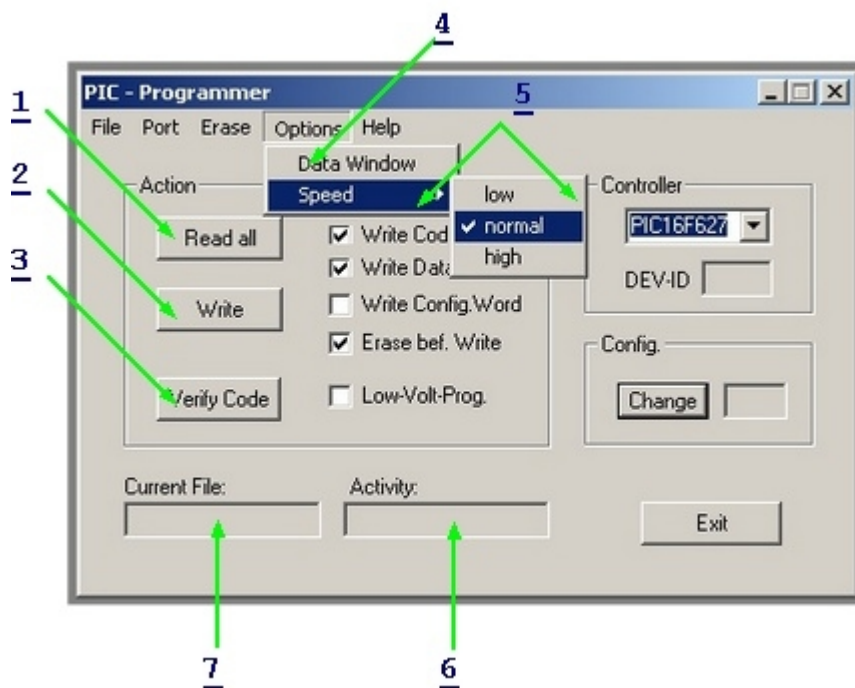 4
PIC - Programmer
5
1
File Port Erase Options Help
Data Window
2
Action
Speed
low
Controller
normal
PIC16F627
Read all
Write Cod
high
3
Write Data
DEV-ID
Write
Write Config.Word
Erase bef. Write
Config.
Verify Code
Low-Volt-Prog.
Change
Current File:
Activity:
Exit
7
6